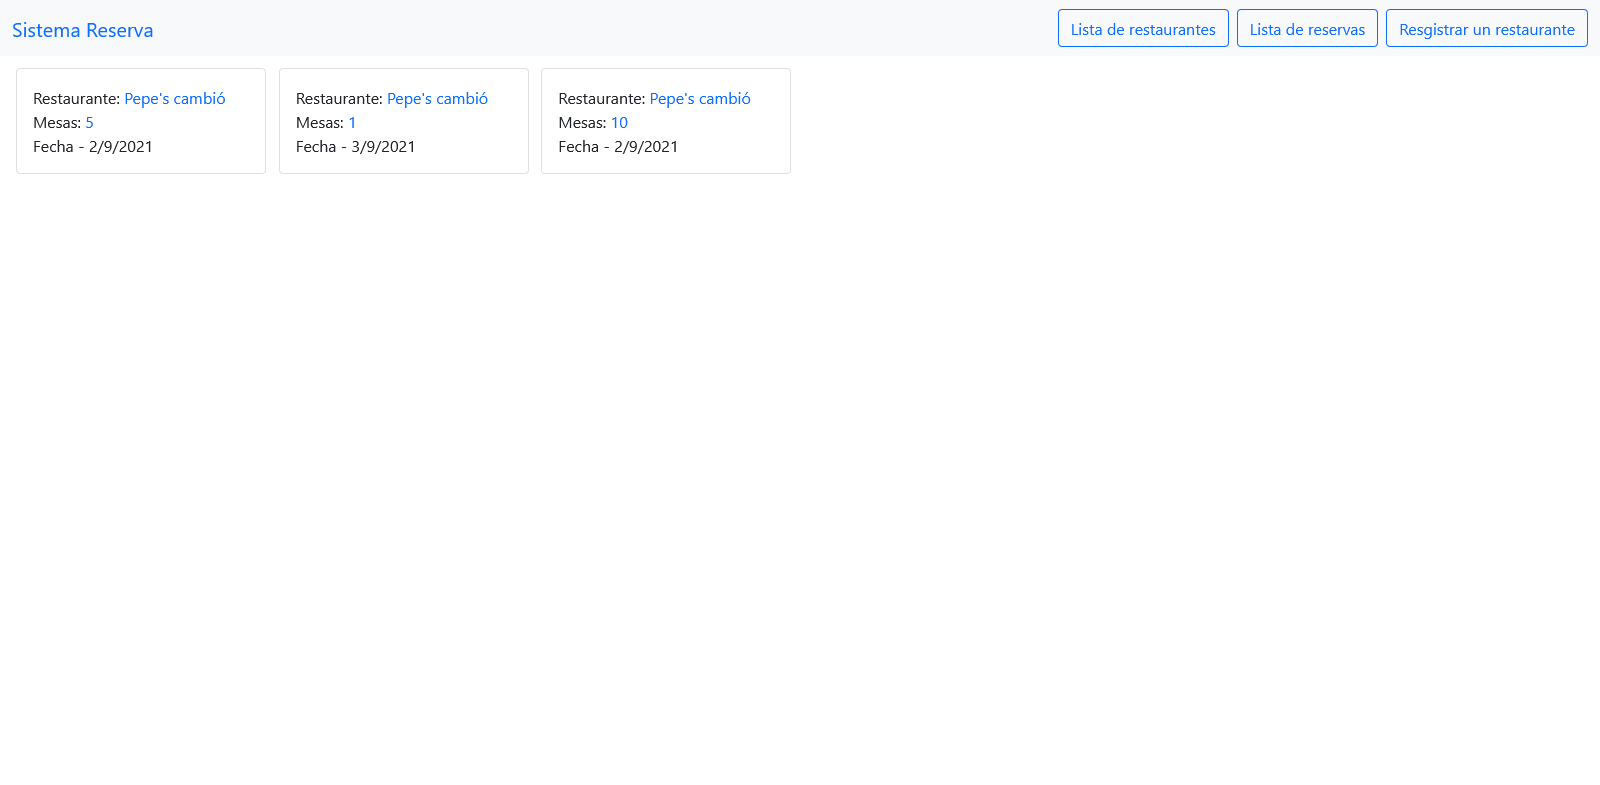 Sistema Reserva
Lista de restaurantes
Lista de reservas
Resgistrar un restaurante
Restaurante: Pepe's cambió
Mesas: 5
Fecha - 2/9/2021
Restaurante: Pepe's cambió
Mesas: 1
Fecha - 3/9/2021
Restaurante: Pepe's cambió
Mesas: 10
Fecha - 2/9/2021